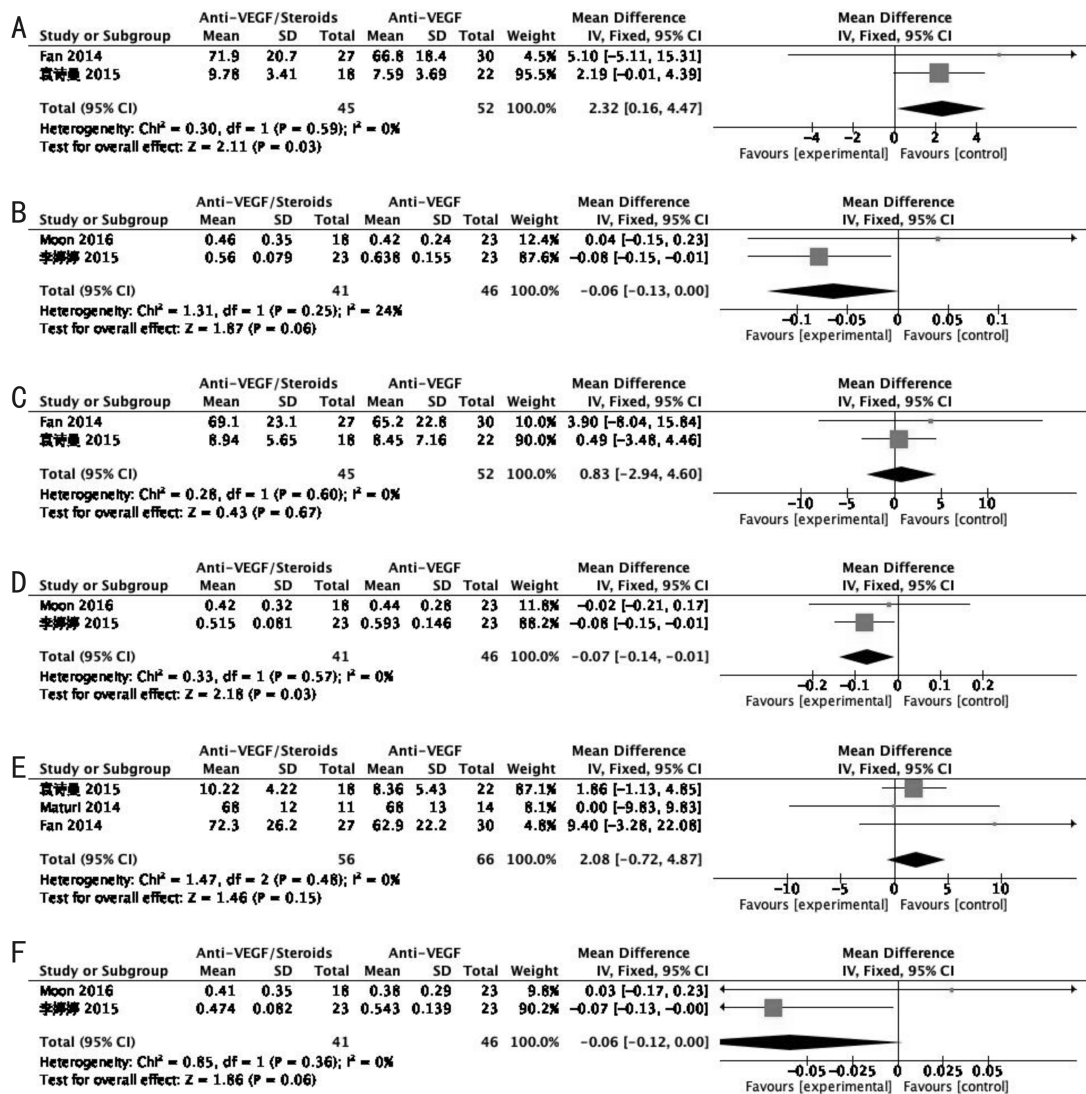 A
Anti-VEGF/Steroids Anti-VEGF Mean Difference Mean Difference
Study or Subgroup Mean SD Total Mean SD Total Weight IV, Fixed, 95% CI IV, Fixed, 95% CI
Fan 2014 71.9 20.7 27 66.8 18.4 30 4.5% 5.10 [-5.11, 15.31]
袁诗曼 2015 9.78 3.41 18 7.59 3.69 22 95.5% 2.19 [-0.01, 4.39]
Total (95% CI) 45 52 100.0% 2.32 [0.16, 4.47]
Heterogeneity: Chi² = 0.30, df = 1 (P = 0.59); I² = 0%
Test for overall effect: Z = 2.11 (P = 0.03)
-4 -2 0 2 4
Favours [experimental] Favours [control]
B
Anti-VEGF/Steroids Anti-VEGF Mean Difference Mean Difference
Study or Subgroup Mean SD Total Mean SD Total Weight IV, Fixed, 95% CI IV, Fixed, 95% CI
Moon 2016 0.46 0.35 18 0.42 0.24 23 12.4% 0.04 [-0.15, 0.23]
李婷婷 2015 0.56 0.079 23 0.638 0.155 23 87.6% -0.08 [-0.15, -0.01]
Total (95% CI) 41 46 100.0% -0.06 [-0.13, 0.00]
Heterogeneity: Chi² = 1.31, df = 1 (P = 0.25); I² = 24%
Test for overall effect: Z = 1.87 (P = 0.06)
-0.1 -0.05 0 0.05 0.1
Favours [experimental] Favours [control]
C
Anti-VEGF/Steroids Anti-VEGF Mean Difference Mean Difference
Study or Subgroup Mean SD Total Mean SD Total Weight IV, Fixed, 95% CI IV, Fixed, 95% CI
Fan 2014 69.1 23.1 27 65.2 22.8 30 10.0% 3.90 [-8.04, 15.84]
袁诗曼 2015 8.94 5.65 18 8.45 7.16 22 90.0% 0.49 [-3.48, 4.46]
Total (95% CI) 45 52 100.0% 0.83 [-2.94, 4.60]
Heterogeneity: Chi² = 0.28, df = 1 (P = 0.60); I² = 0%
Test for overall effect: Z = 0.43 (P = 0.67)
-10 -5 0 5 10
Favours [experimental] Favours [control]
D
Anti-VEGF/Steroids Anti-VEGF Mean Difference Mean Difference
Study or Subgroup Mean SD Total Mean SD Total Weight IV, Fixed, 95% CI IV, Fixed, 95% CI
Moon 2016 0.42 0.32 18 0.44 0.28 23 11.8% -0.02 [-0.21, 0.17]
李婷婷 2015 0.515 0.081 23 0.593 0.146 23 88.2% -0.08 [-0.15, -0.01]
Total (95% CI) 41 46 100.0% -0.07 [-0.14, -0.01]
Heterogeneity: Chi² = 0.33, df = 1 (P = 0.57); I² = 0%
Test for overall effect: Z = 2.18 (P = 0.03)
-0.2 -0.1 0 0.1 0.2
Favours [experimental] Favours [control]
E
Anti-VEGF/Steroids Anti-VEGF Mean Difference Mean Difference
Study or Subgroup Mean SD Total Mean SD Total Weight IV, Fixed, 95% CI IV, Fixed, 95% CI
袁诗曼 2015 10.22 4.22 18 8.36 5.43 22 87.1% 1.86 [-1.13, 4.85]
Maturi 2014 68 12 11 68 13 14 8.1% 0.00 [-9.83, 9.83]
Fan 2014 72.3 26.2 27 62.9 22.2 30 4.8% 9.40 [-3.28, 22.08]
Total (95% CI) 56 66 100.0% 2.08 [-0.72, 4.87]
Heterogeneity: Chi² = 1.47, df = 2 (P = 0.48); I² = 0%
Test for overall effect: Z = 1.46 (P = 0.15)
-10 -5 0 5 10
Favours [experimental] Favours [control]
F
Anti-VEGF/Steroids Anti-VEGF Mean Difference Mean Difference
Study or Subgroup Mean SD Total Mean SD Total Weight IV, Fixed, 95% CI IV, Fixed, 95% CI
Moon 2016 0.41 0.35 18 0.38 0.29 23 9.8% 0.03 [-0.17, 0.23]
李婷婷 2015 0.474 0.082 23 0.543 0.139 23 90.2% -0.07 [-0.13, -0.00]
Total (95% CI) 41 46 100.0% -0.06 [-0.12, 0.00]
Heterogeneity: Chi² = 0.85, df = 1 (P = 0.36); I² = 0%
Test for overall effect: Z = 1.86 (P = 0.06)
-0.05 -0.025 0 0.025 0.05
Favours [experimental] Favours [control]